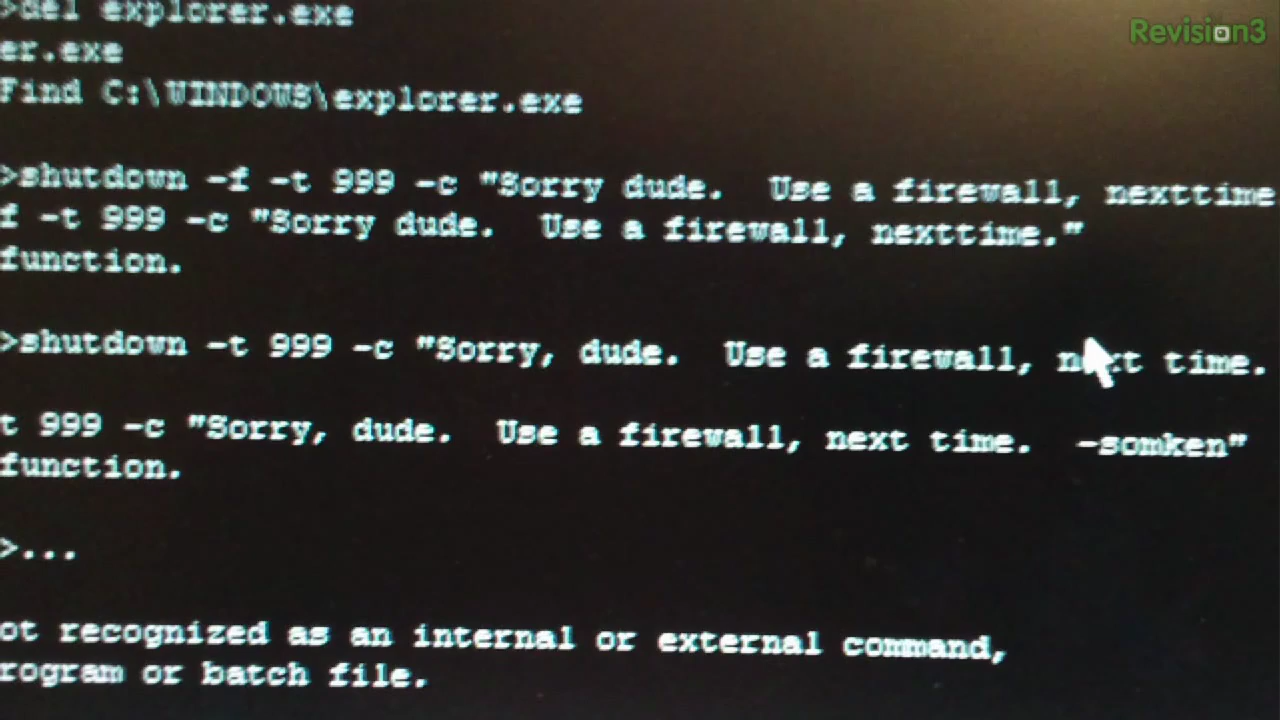 >del explorer.exe
Revision3
er.exe
Find C:\WINDOWS\explorer.exe
>shutdown -f -t 999 -c "Sorry dude.  Use a firewall, nexttime
f -t 999 -c "Sorry dude.  Use a firewall, nexttime."
function.
>shutdown -t 999 -c "Sorry, dude.  Use a firewall, next time.
t 999 -c "Sorry, dude.  Use a firewall, next time.  -somken"
function.
>...
ot recognized as an internal or external command,
rogram or batch file.